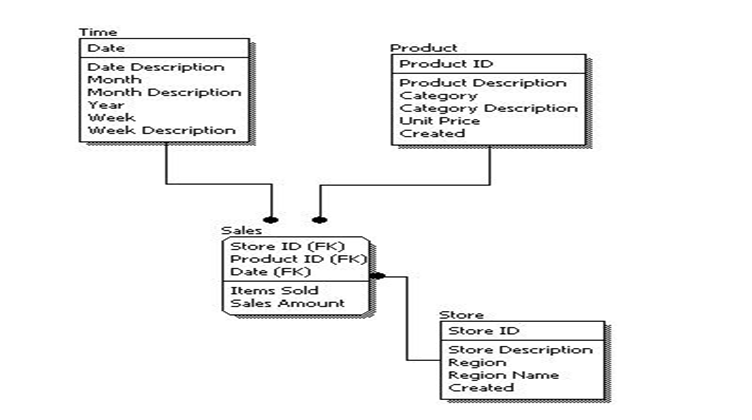 Time
Date
Date Description
Month
Month Description
Year
Week
Week Description
Product
Product ID
Product Description
Category
Category Description
Unit Price
Created
Sales
Store ID (FK)
Product ID (FK)
Date (FK)
Items Sold
Sales Amount
Store
Store ID
Store Description
Region
Region Name
Created